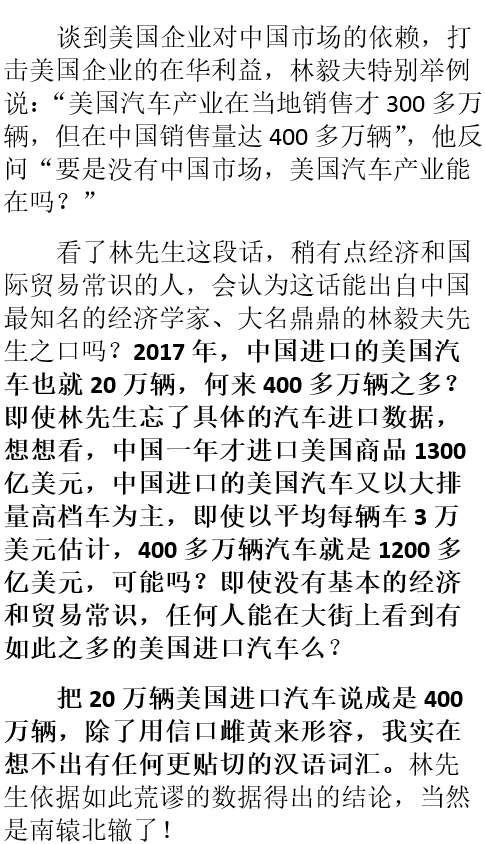 谈到美国企业对中国市场的依赖，打
击美国企业的在华利益，林毅夫特别举例
说：“美国汽车产业在当地销售才 300 多万
辆，但在中国销售量达 400 多万辆”，他反
问“要是没有中国市场，美国汽车产业能
在吗？”
看了林先生这段话，稍有点经济和国
际贸易常识的人，会认为这话能出自中国
最知名的经济学家、大名鼎鼎的林毅夫先
生之口吗？2017 年，中国进口的美国汽
车也就 20 万辆，何来 400 多万辆之多？
即使林先生忘了具体的汽车进口数据，
想想看，中国一年才进口美国商品 1300
亿美元，中国进口的美国汽车又以大排
量高档车为主，即使以平均每辆车 3 万
美元估计，400 多万辆汽车就是 1200 多
亿美元，可能吗？即使没有基本的经济
和贸易常识，任何人能在大街上看到有
如此之多的美国进口汽车么？
把 20 万辆美国进口汽车说成是 400
万辆，除了用信口雌黄来形容，我实在
想不出有任何更贴切的汉语词汇。林先
生依据如此荒谬的数据得出的结论，当然
是南辕北辙了！